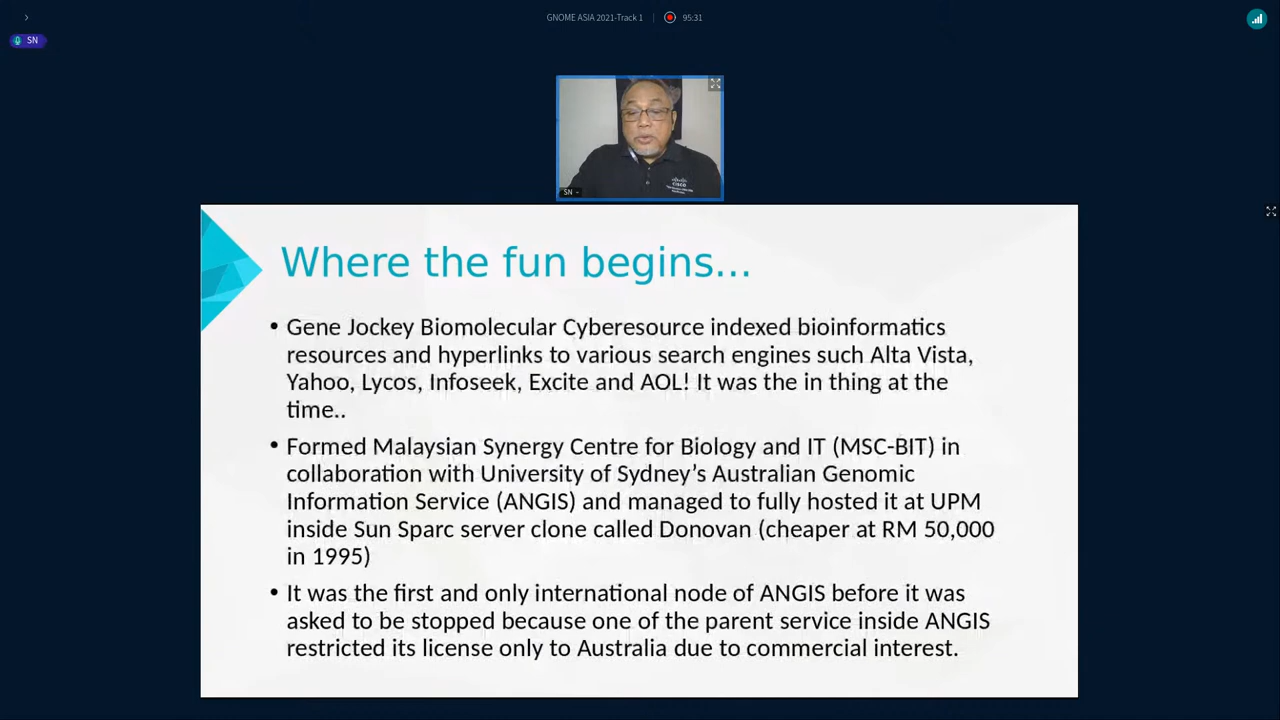 GNOME ASIA 2021-Track 1
95:31
SN
SN
cisco
Where the fun begins...
• Gene Jockey Biomolecular Cyberesource indexed bioinformatics
resources and hyperlinks to various search engines such Alta Vista,
Yahoo, Lycos, Infoseek, Excite and AOL! It was the in thing at the
time..
• Formed Malaysian Synergy Centre for Biology and IT (MSC-BIT) in
collaboration with University of Sydney’s Australian Genomic
Information Service (ANGIS) and managed to fully hosted it at UPM
inside Sun Sparc server clone called Donovan (cheaper at RM 50,000
in 1995)
• It was the first and only international node of ANGIS before it was
asked to be stopped because one of the parent service inside ANGIS
restricted its license only to Australia due to commercial interest.